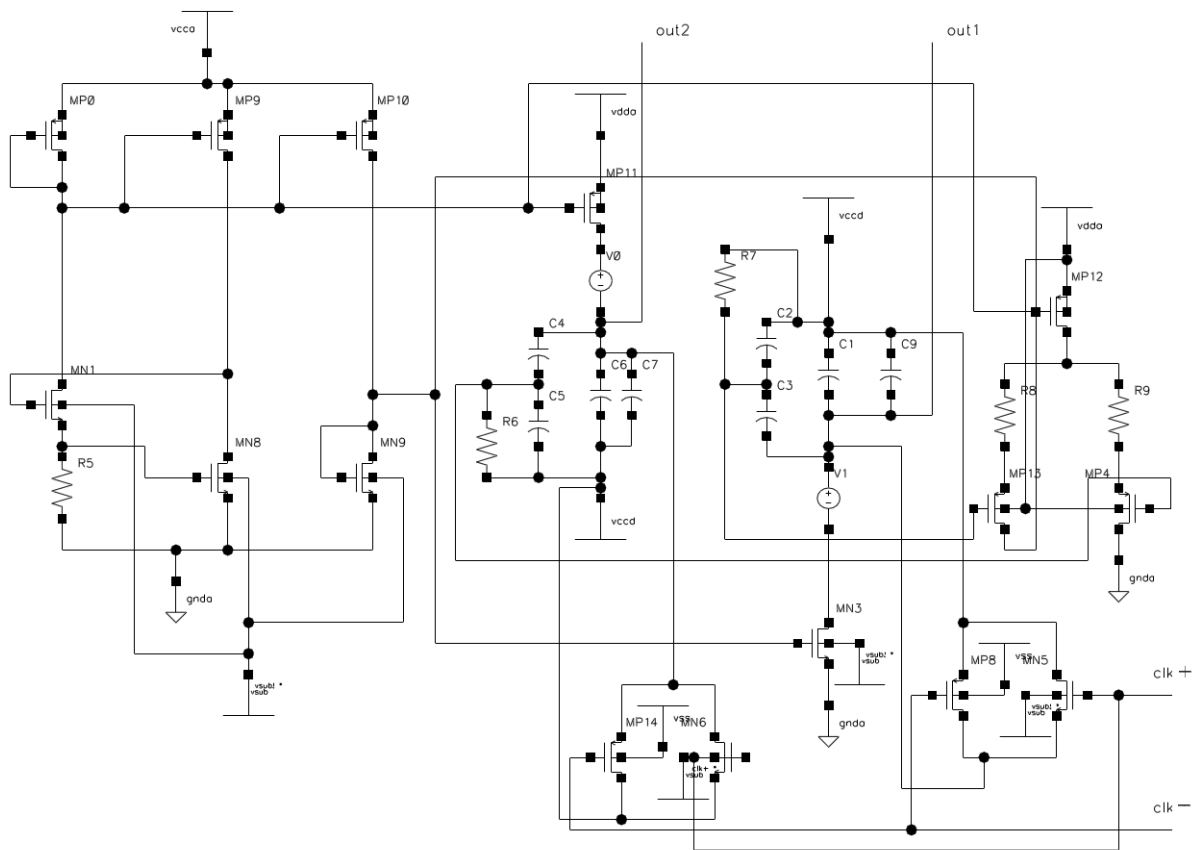 out2
out1
vcca
MP0
MP9
MP10
vdda
MP11
vccd
vdda
V0
R7
MP12
C4
C2
C1
C9
C6
C7
MN1
C5
C3
R8
R9
R6
MN8
MN9
R5
V1
MP13
MP4
vccd
gnda
gnda
MN3
vsub! *
vsub
MP8
vss
MN5
clk +
vsub! *
vsub
vsub! *
vsub
MP14
vss
MN6
gnda
clk+ *
vsub
clk −